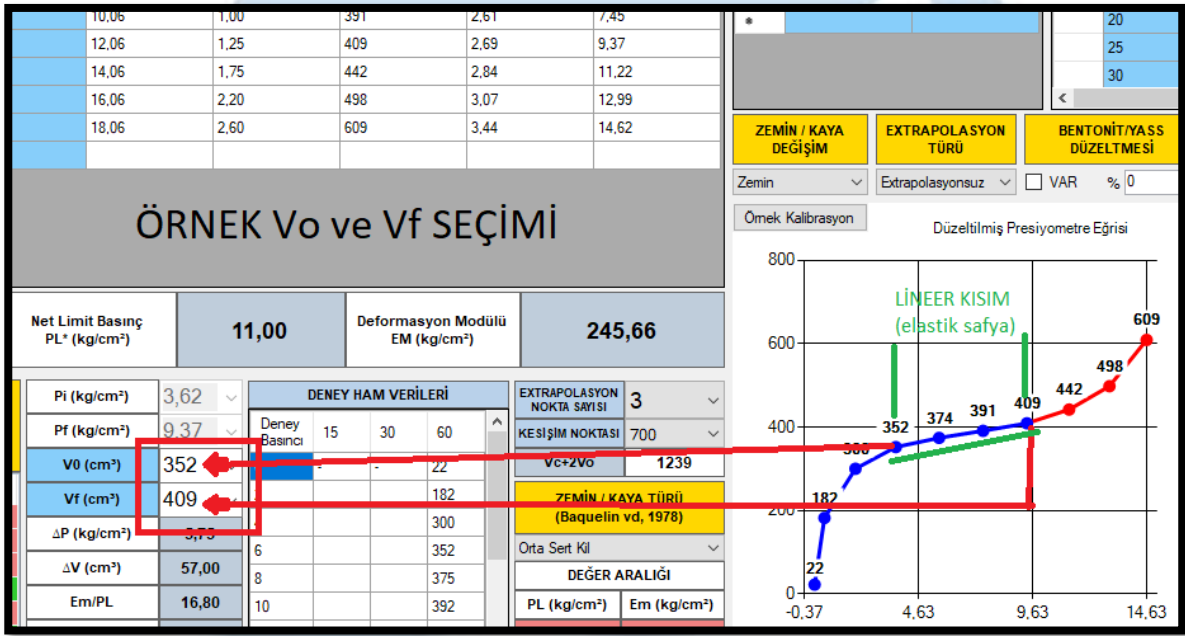 10,06 1,00 391 2,61 7,45
12,06 1,25 409 2,69 9,37
14,06 1,75 442 2,84 11,22
16,06 2,20 498 3,07 12,99
18,06 2,60 609 3,44 14,62
ÖRNEK Vo ve Vf SEÇİMİ
* 20
25
30
ZEMİN / KAYA DEĞİŞİM
EXTRAPOLASYON TÜRÜ
BENTONİT/YASS DÜZELTMESİ
Zemin Extrapolasyonsuz VAR % 0
Net Limit Basınç
PL* (kg/cm²)
11,00
Deformasyon Modülü
EM (kg/cm²)
245,66
Pi (kg/cm²) 3,62
Pf (kg/cm²) 9,37
V0 (cm³) 352
Vf (cm³) 409
ΔP (kg/cm²) 5,75
ΔV (cm³) 57,00
Em/PL 16,80
DENEY HAM VERİLERİ
Deney Basıncı 15 30 60
- - 22
182
300
6 352
8 375
10 392
EXTRAPOLASYON NOKTA SAYISI 3
KESİŞİM NOKTASI 700
Vc+2Vo 1239
ZEMİN / KAYA TÜRÜ
(Baquelin vd, 1978)
Orta Sert Kil
DEĞER ARALIĞI
PL (kg/cm²) Em (kg/cm²)
Örnek Kalibrasyon
Düzeltilmiş Presiyometre Eğrisi
LİNEER KISIM
(elastik safya)
800
600
400
200
0
22 182 300 352 374 391 409 442 498 609
-0,37 4,63 9,63 14,63